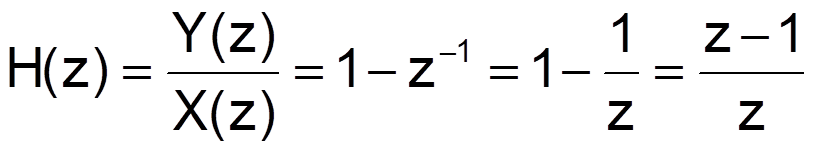 H(z) = Y(z)/X(z) = 1 − z⁻¹ = 1 − 1/z = (z − 1)/z